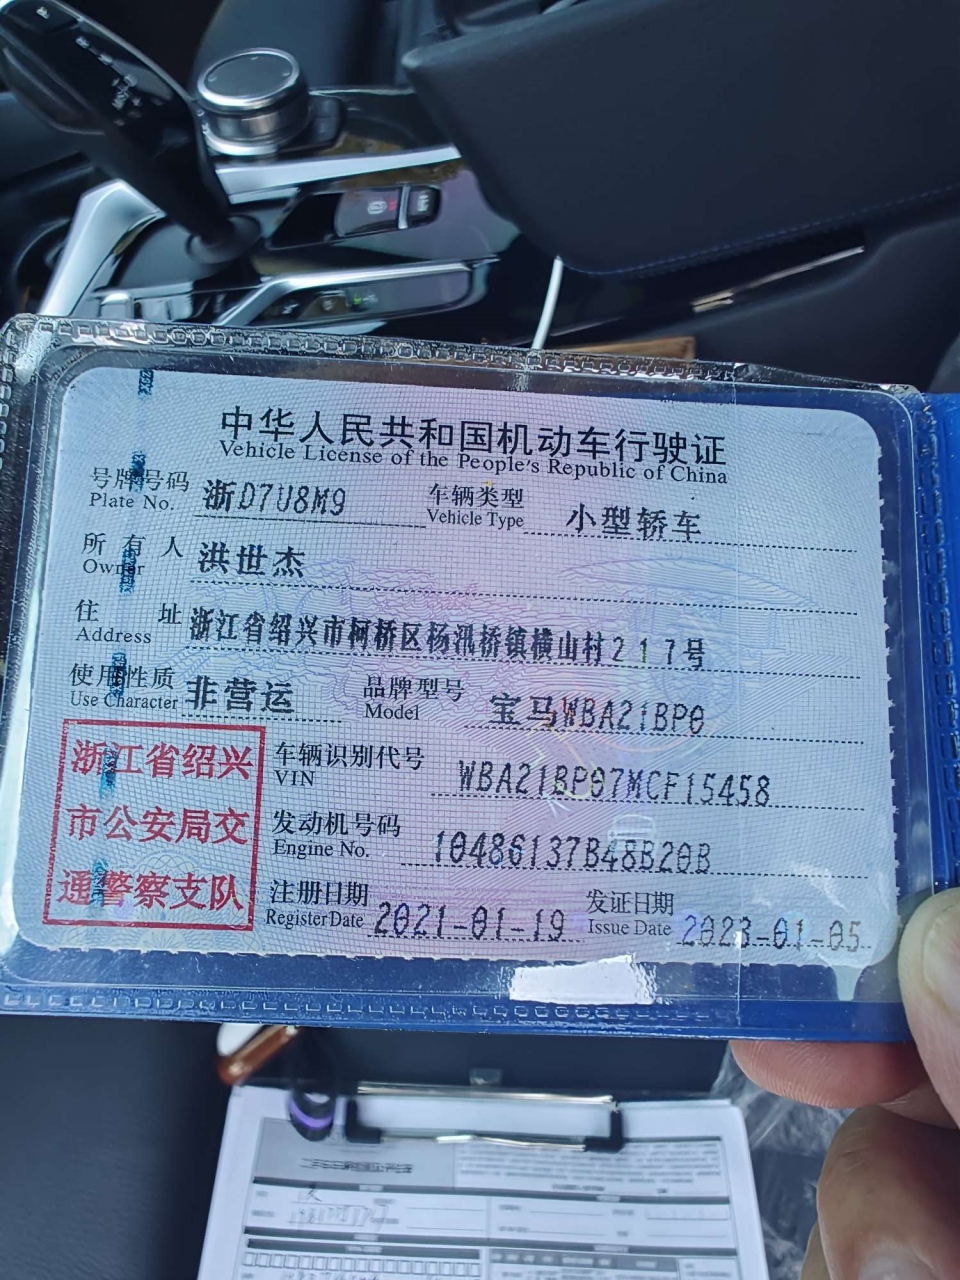 中华人民共和国机动车行驶证
Vehicle License of the People's Republic of China
号牌号码 浙D7U8M9 车辆类型 小型轿车
Plate No. Vehicle Type
所有人 洪世杰
Owner
住址 浙江省绍兴市柯桥区杨汛桥镇横山村217号
Address
使用性质 非营运 品牌型号 宝马WBA21BP0
Use Character Model
浙江省绍兴
市公安局交
通警察支队
车辆识别代号 WBA21BP07MCF15458
VIN
发动机号码 10486137B48B20B
Engine No.
注册日期 2021-01-19 发证日期 2023-01-05
Register Date Issue Date